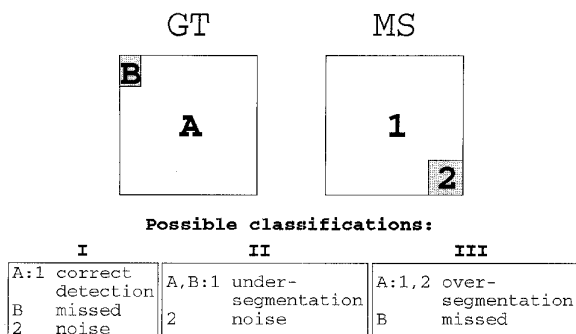 GT MS
B
A 1
2
Possible classifications:
I II III
A:1 correct detection
B missed
2 noise
A,B:1 under-segmentation
2 noise
A:1,2 over-segmentation
B missed